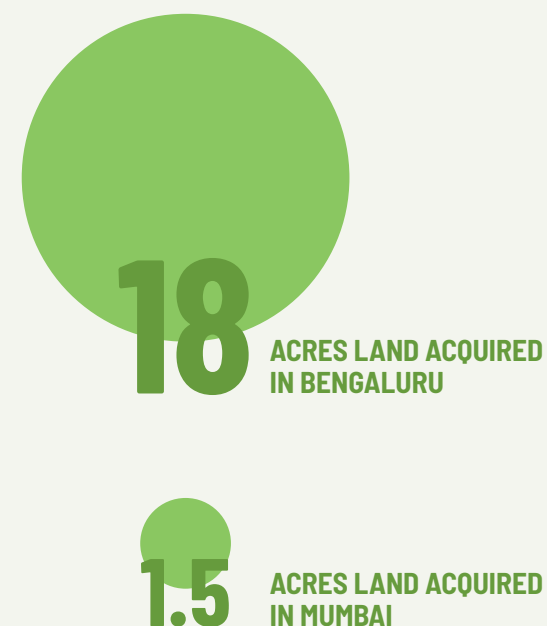 18
ACRES LAND ACQUIRED
IN BENGALURU
1.5
ACRES LAND ACQUIRED
IN MUMBAI